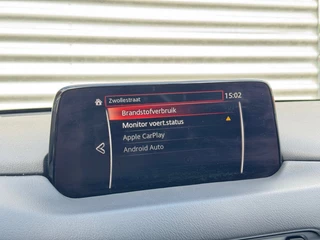 Zwollestraat
15:02
Brandstofverbruik
Monitor voert.status
Apple CarPlay
Android Auto